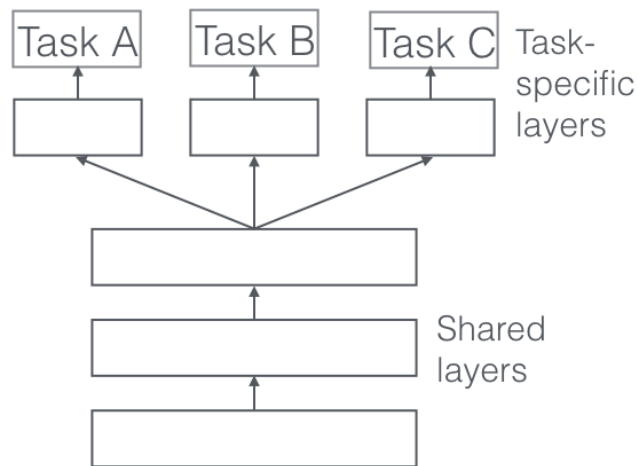 Task A
Task B
Task C
Task-
specific
layers
Shared
layers